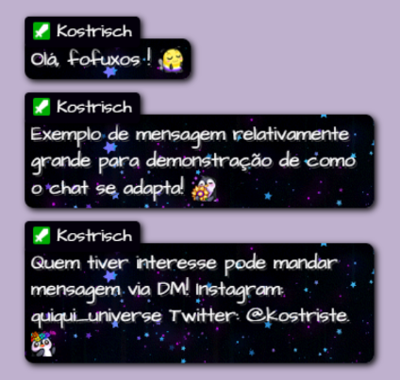 Kostrisch
Olá, fofuxos !
Kostrisch
Exemplo de mensagem relativamente
grande para demonstração de como
o chat se adapta!
Kostrisch
Quem tiver interesse pode mandar
mensagem via DM! Instagram:
quiqui_universe Twitter: @kostriste.